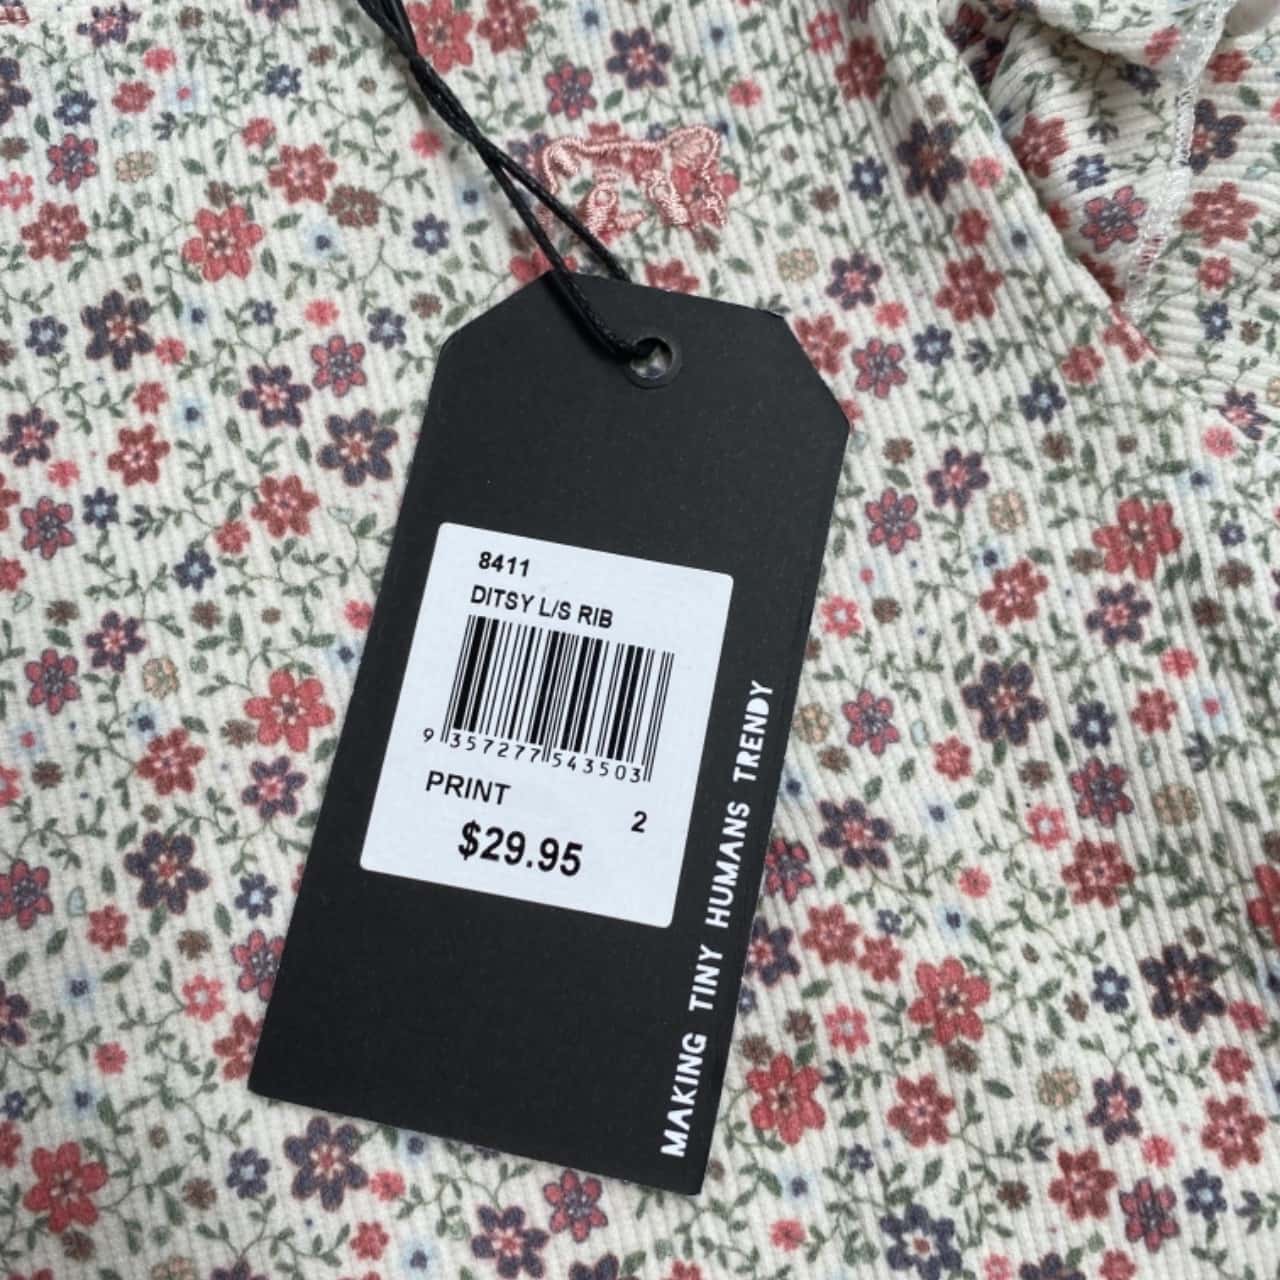 8411
DITSY L/S RIB
9 357277 543503
PRINT
2
$29.95
MAKING TINY HUMANS TRENDY